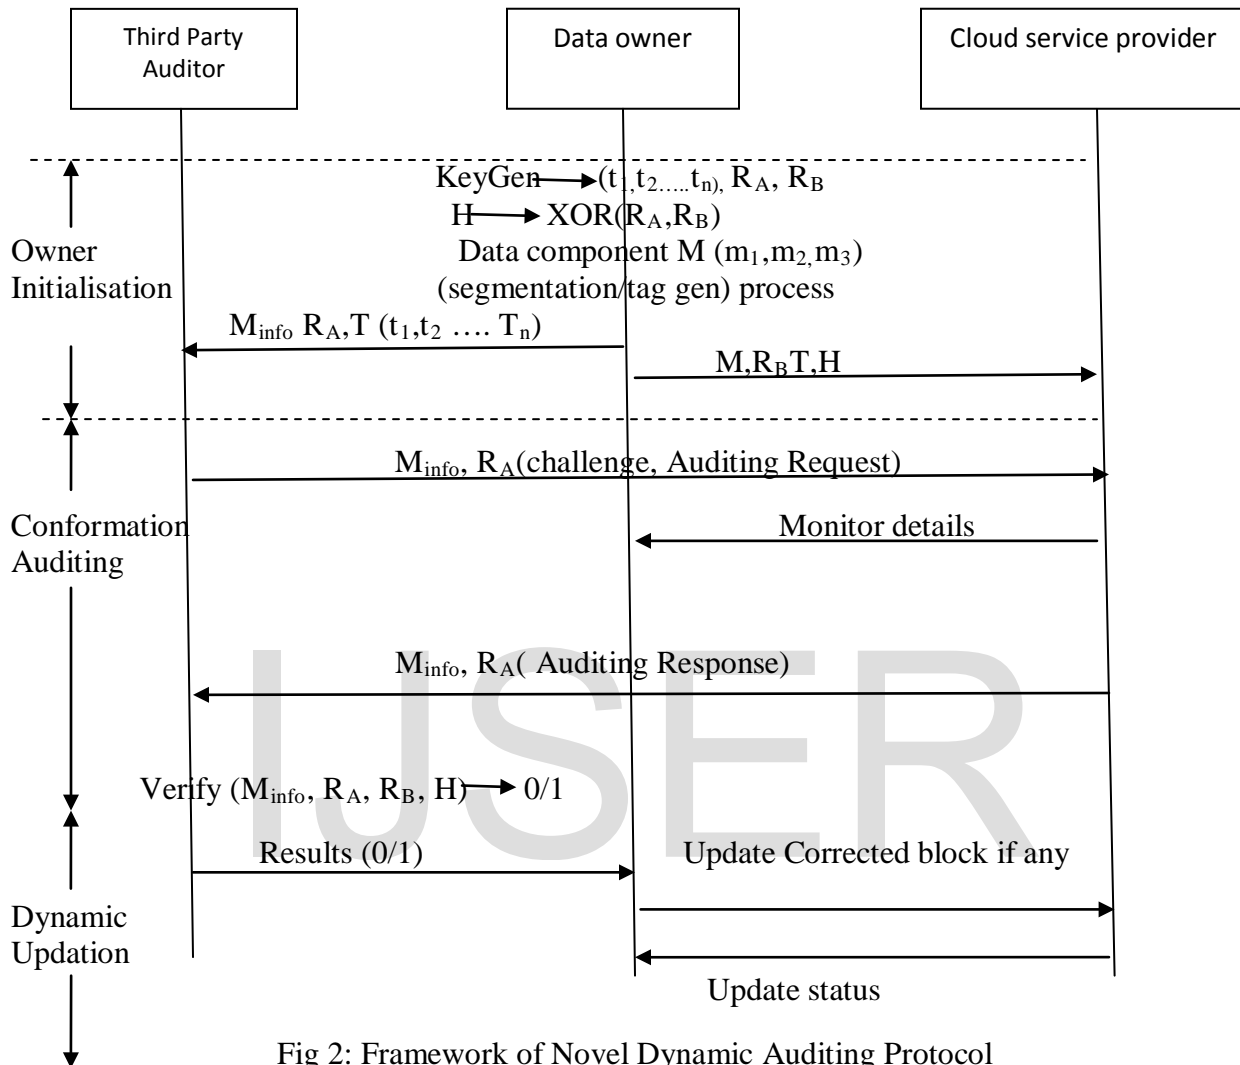 Third Party
Auditor
Data owner
Cloud service provider
KeyGen (t1,t2.....tn), RA, RB
H XOR(RA,RB)
Data component M (m1,m2,m3)
(segmentation/tag gen) process
Owner
Initialisation
Minfo RA,T (t1,t2 …. Tn)
M,RBT,H
Minfo, RA(challenge, Auditing Request)
Conformation
Auditing
Monitor details
Minfo, RA( Auditing Response)
IJSER
Verify (Minfo, RA, RB, H) 0/1
Results (0/1)
Update Corrected block if any
Dynamic
Updation
Update status
Fig 2: Framework of Novel Dynamic Auditing Protocol